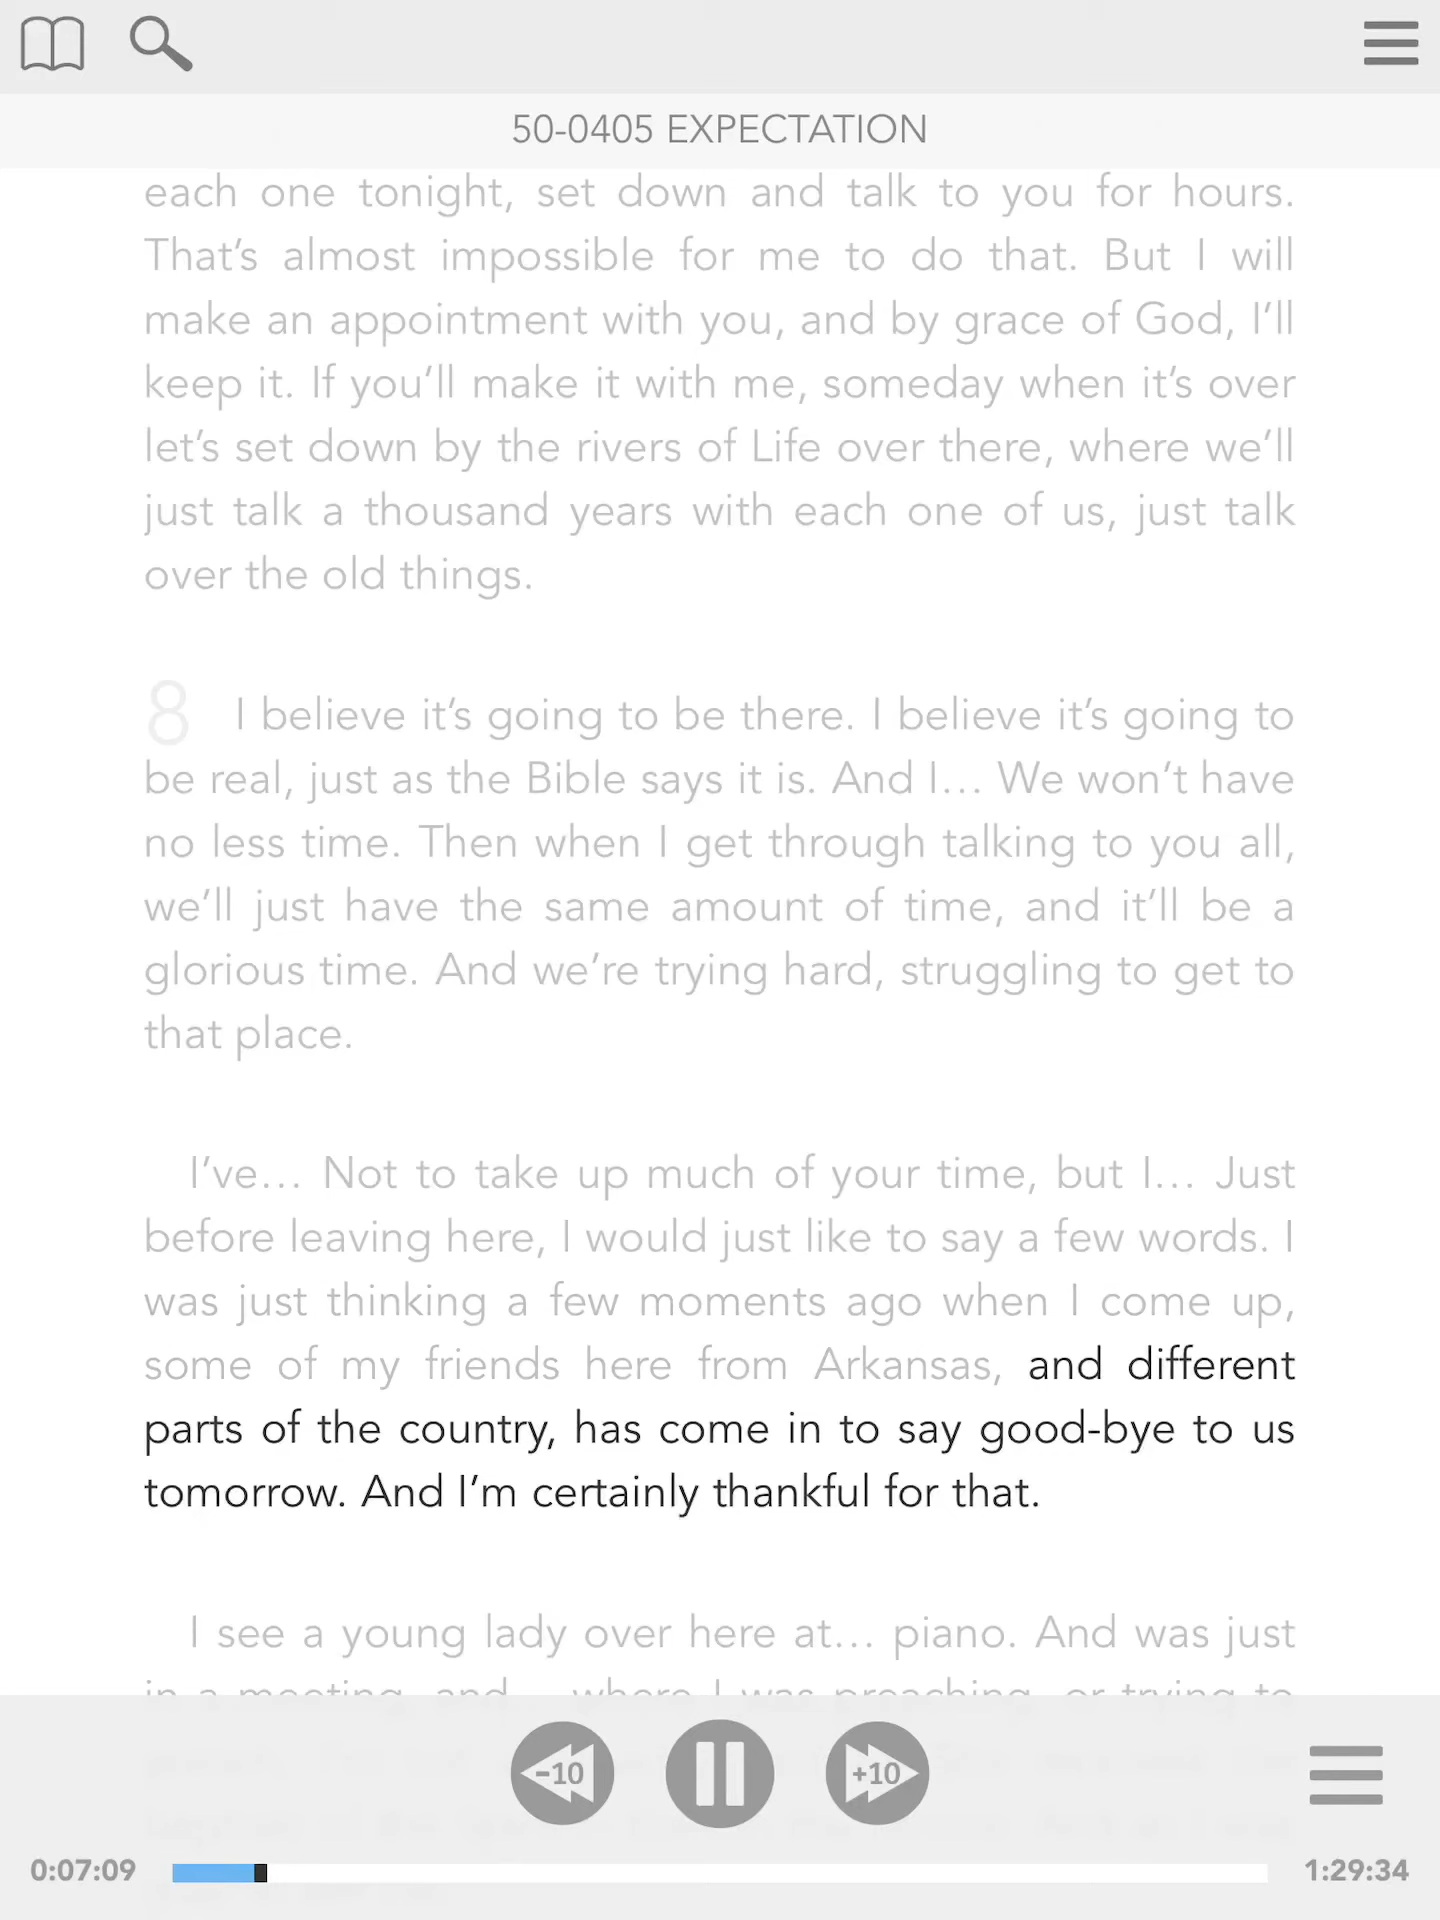 50-0405 EXPECTATION
each one tonight, set down and talk to you for hours.
That’s almost impossible for me to do that. But I will
make an appointment with you, and by grace of God, I’ll
keep it. If you’ll make it with me, someday when it’s over
let’s set down by the rivers of Life over there, where we’ll
just talk a thousand years with each one of us, just talk
over the old things.
8 I believe it’s going to be there. I believe it’s going to
be real, just as the Bible says it is. And I… We won’t have
no less time. Then when I get through talking to you all,
we’ll just have the same amount of time, and it’ll be a
glorious time. And we’re trying hard, struggling to get to
that place.
I’ve… Not to take up much of your time, but I… Just
before leaving here, I would just like to say a few words. I
was just thinking a few moments ago when I come up,
some of my friends here from Arkansas, and different
parts of the country, has come in to say good-bye to us
tomorrow. And I’m certainly thankful for that.
I see a young lady over here at… piano. And was just
in a meeting, and… where I was preaching, or trying to
-10
+10
0:07:09
1:29:34